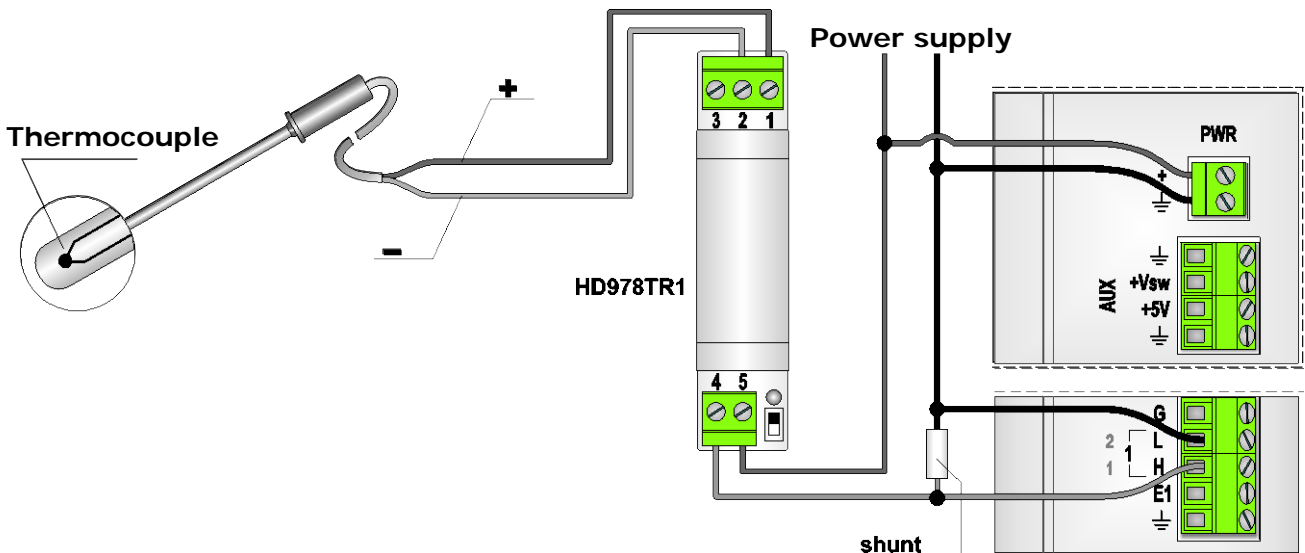 Power supply
Thermocouple
+
-
3 2 1
HD978TR1
4 5
PWR
+
AUX
+Vsw
+5V
G
2 1 L
1 H
E1
shunt